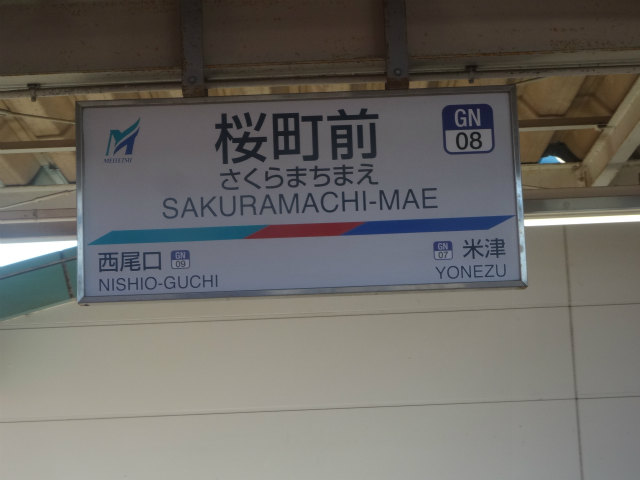 MEITETSU
桜町前
GN
08
さくらまちまえ
SAKURAMACHI-MAE
西尾口 GN 09
NISHIO-GUCHI
GN 07 米津
YONEZU